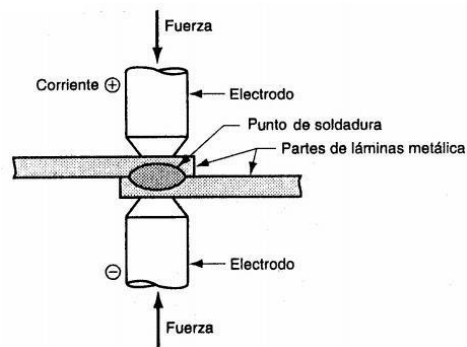 Fuerza
Corriente ⊕
Electrodo
Punto de soldadura
Partes de láminas metálica
⊖
Electrodo
Fuerza